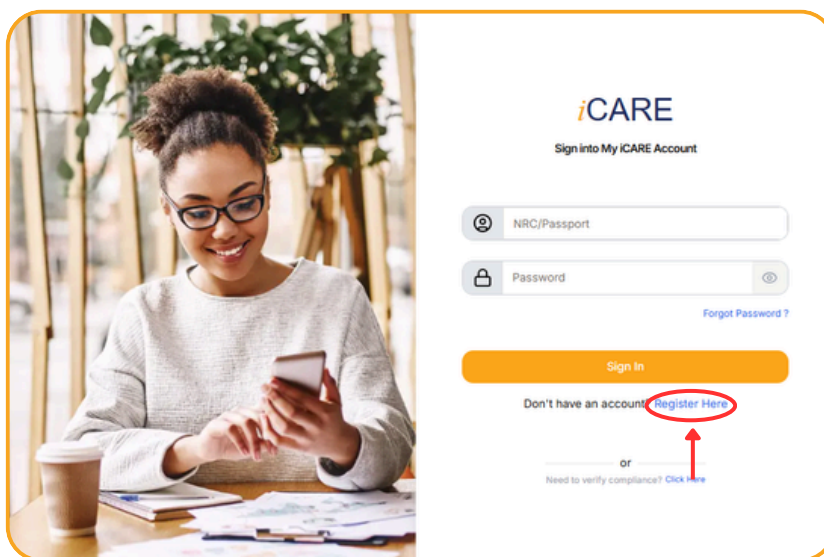 iCARE
Sign into My iCARE Account
NRC/Passport
Password
Forgot Password ?
Sign In
Don't have an account? Register Here
or
Need to verify compliance? Click Here